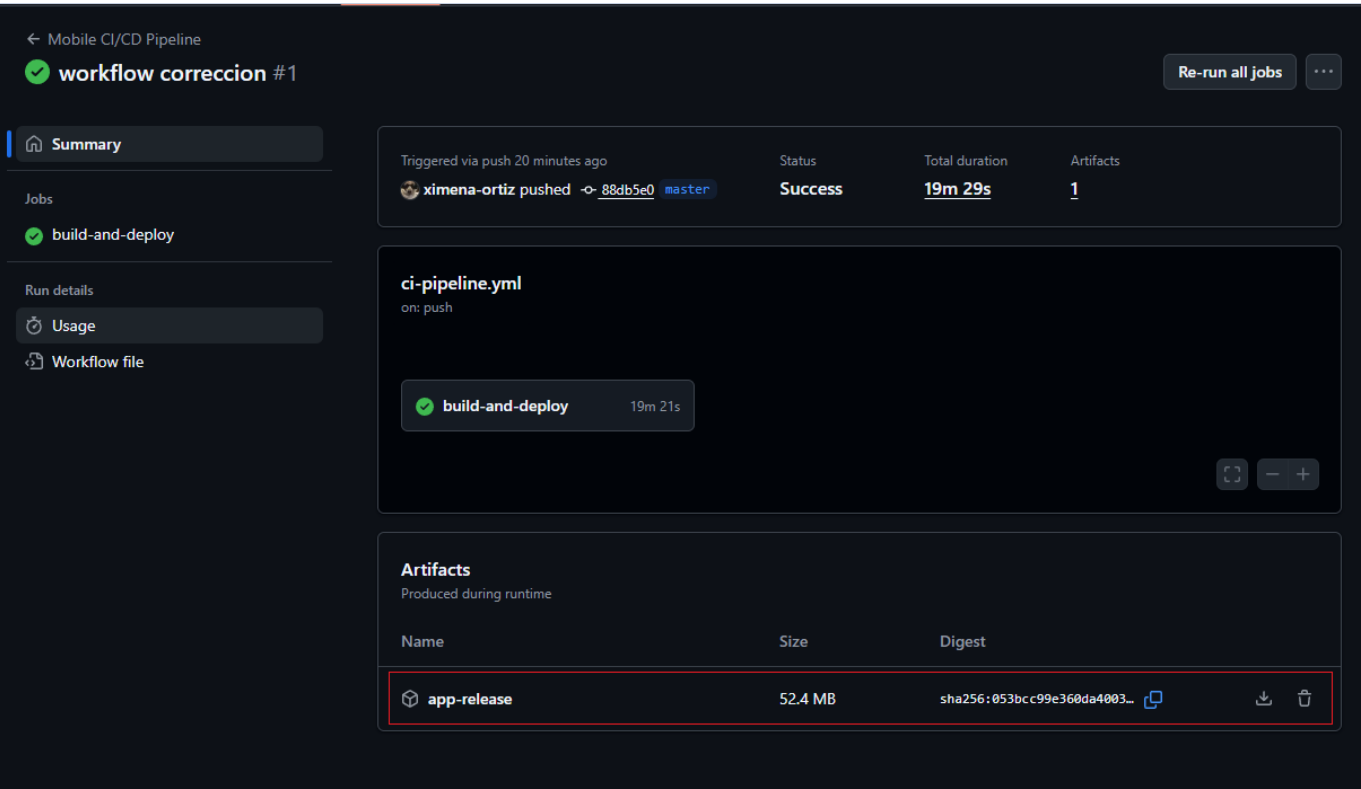 ← Mobile CI/CD Pipeline
workflow correccion #1
Re-run all jobs
Summary
Jobs
build-and-deploy
Run details
Usage
Workflow file
Triggered via push 20 minutes ago
ximena-ortiz pushed 88db5e0 master
Status
Success
Total duration
19m 29s
Artifacts
1
ci-pipeline.yml
on: push
build-and-deploy 19m 21s
Artifacts
Produced during runtime
Name Size Digest
app-release 52.4 MB sha256:053bcc99e360da4003…